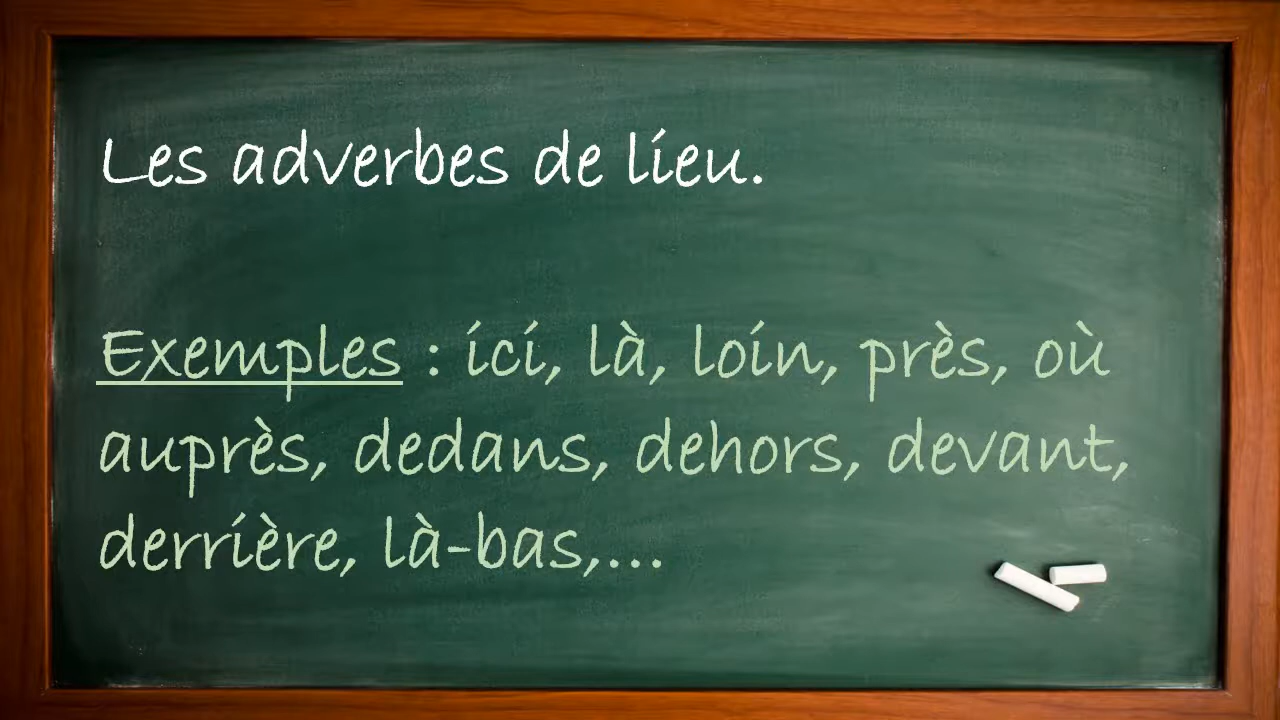 Les adverbes de lieu.
Exemples : ici, là, loin, près, où
auprès, dedans, dehors, devant,
derrière, là-bas,...